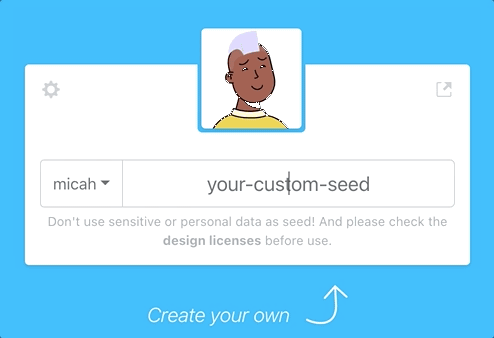 micah
your-custom-seed
Don't use sensitive or personal data as seed! And please check the
design licenses before use.
Create your own